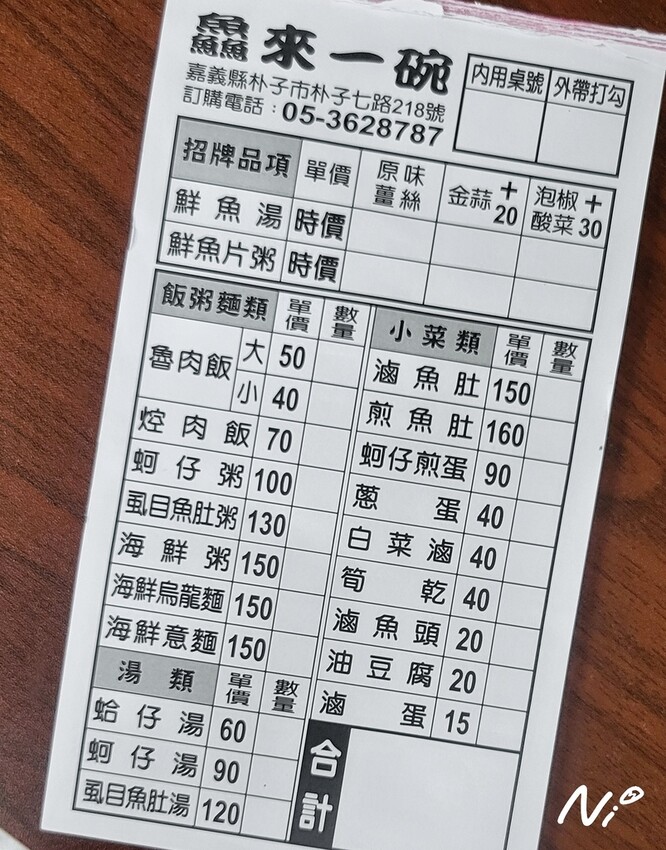 鱻來一碗
嘉義縣朴子市朴子七路218號
訂購電話：05-3628787
內用桌號 外帶打勾
招牌品項 單價 原味薑絲 金蒜+20 泡椒酸菜+30
鮮魚湯 時價
鮮魚片粥 時價
飯粥麵類 單價 數量
魯肉飯 大 50
小 40
焢肉飯 70
蚵仔粥 100
虱目魚肚粥 130
海鮮粥 150
海鮮烏龍麵 150
海鮮意麵 150
湯類 單價 數量
蛤仔湯 60
蚵仔湯 90
虱目魚肚湯 120
小菜類 單價 數量
滷魚肚 150
煎魚肚 160
蚵仔煎蛋 90
蔥蛋 40
白菜滷 40
筍乾 40
滷魚頭 20
油豆腐 20
滷蛋 15
合計
Ni